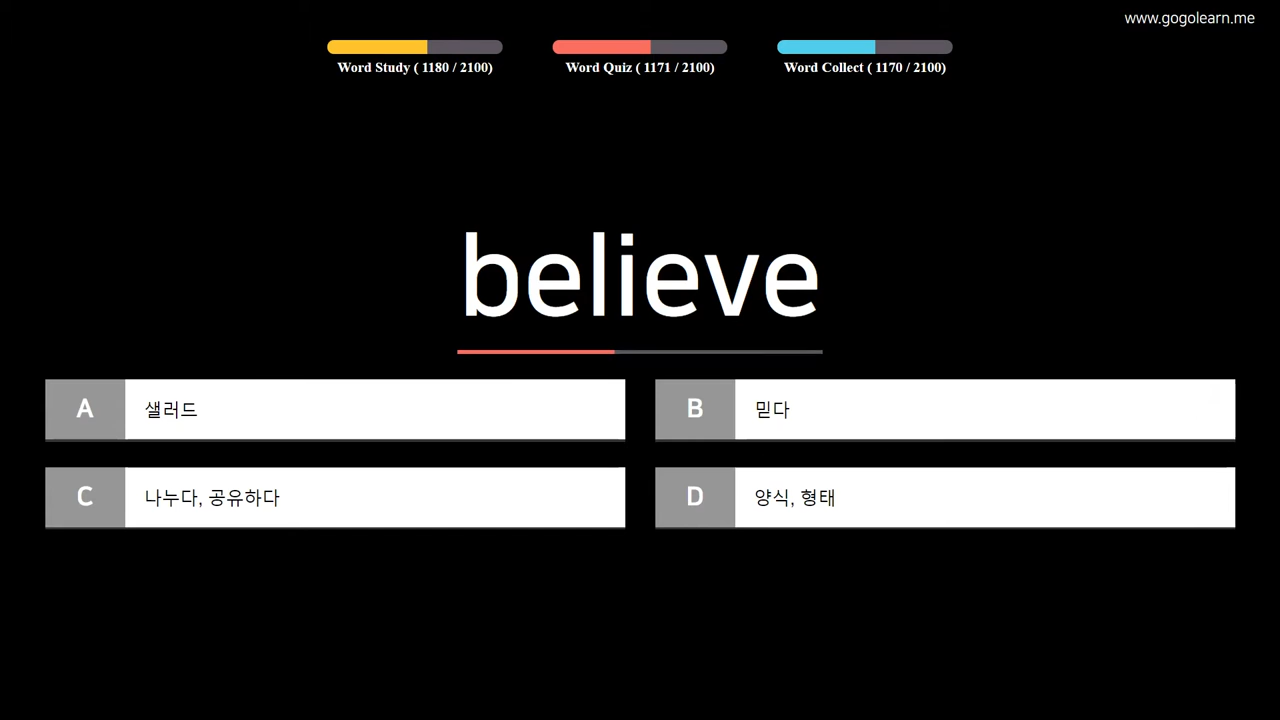 www.gogolearn.me
Word Study ( 1180 / 2100)
Word Quiz ( 1171 / 2100)
Word Collect ( 1170 / 2100)
believe
A 샐러드
B 믿다
C 나누다, 공유하다
D 양식, 형태